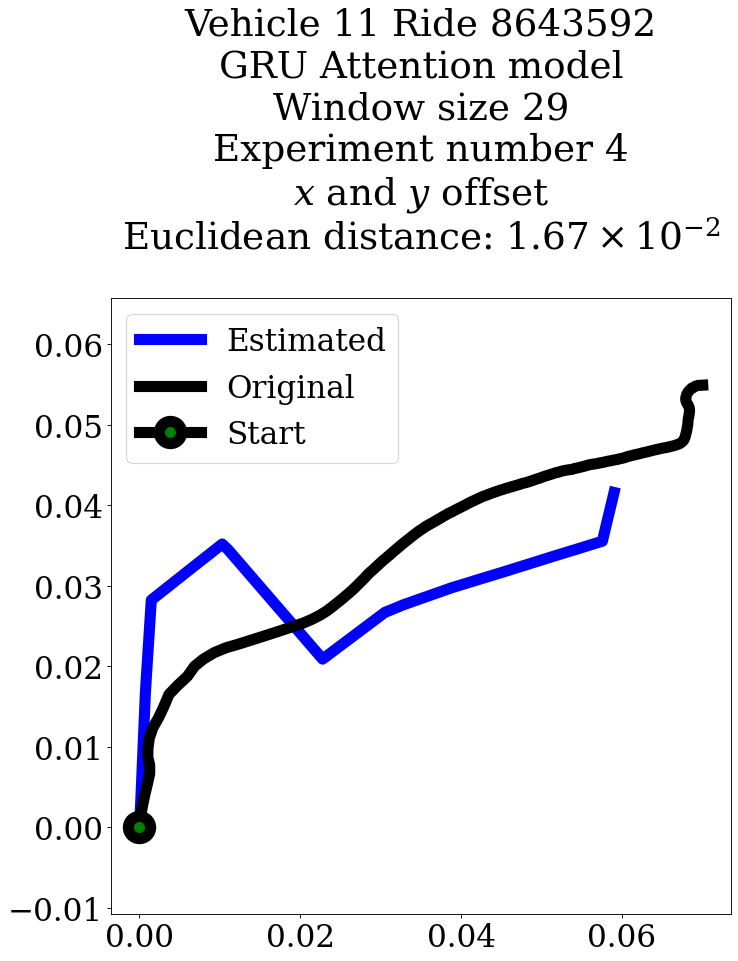 Vehicle 11 Ride 8643592
GRU Attention model
Window size 29
Experiment number 4
x and y offset
Euclidean distance: 1.67 × 10⁻²
Estimated
Original
Start
0.06
0.05
0.04
0.03
0.02
0.01
0.00
−0.01
0.00 0.02 0.04 0.06